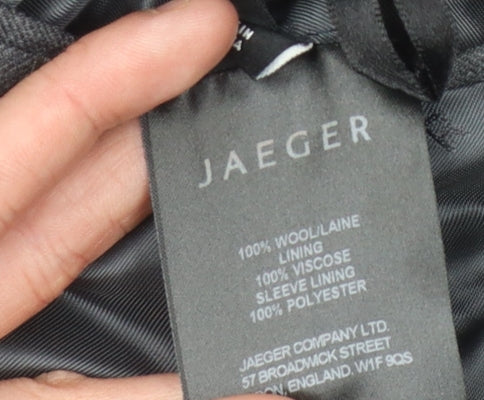 JAEGER
100% WOOL/LAINE
LINING
100% VISCOSE
SLEEVE LINING
100% POLYESTER
JAEGER COMPANY LTD.
57 BROADWICK STREET
ENGLAND. W1F 9QS